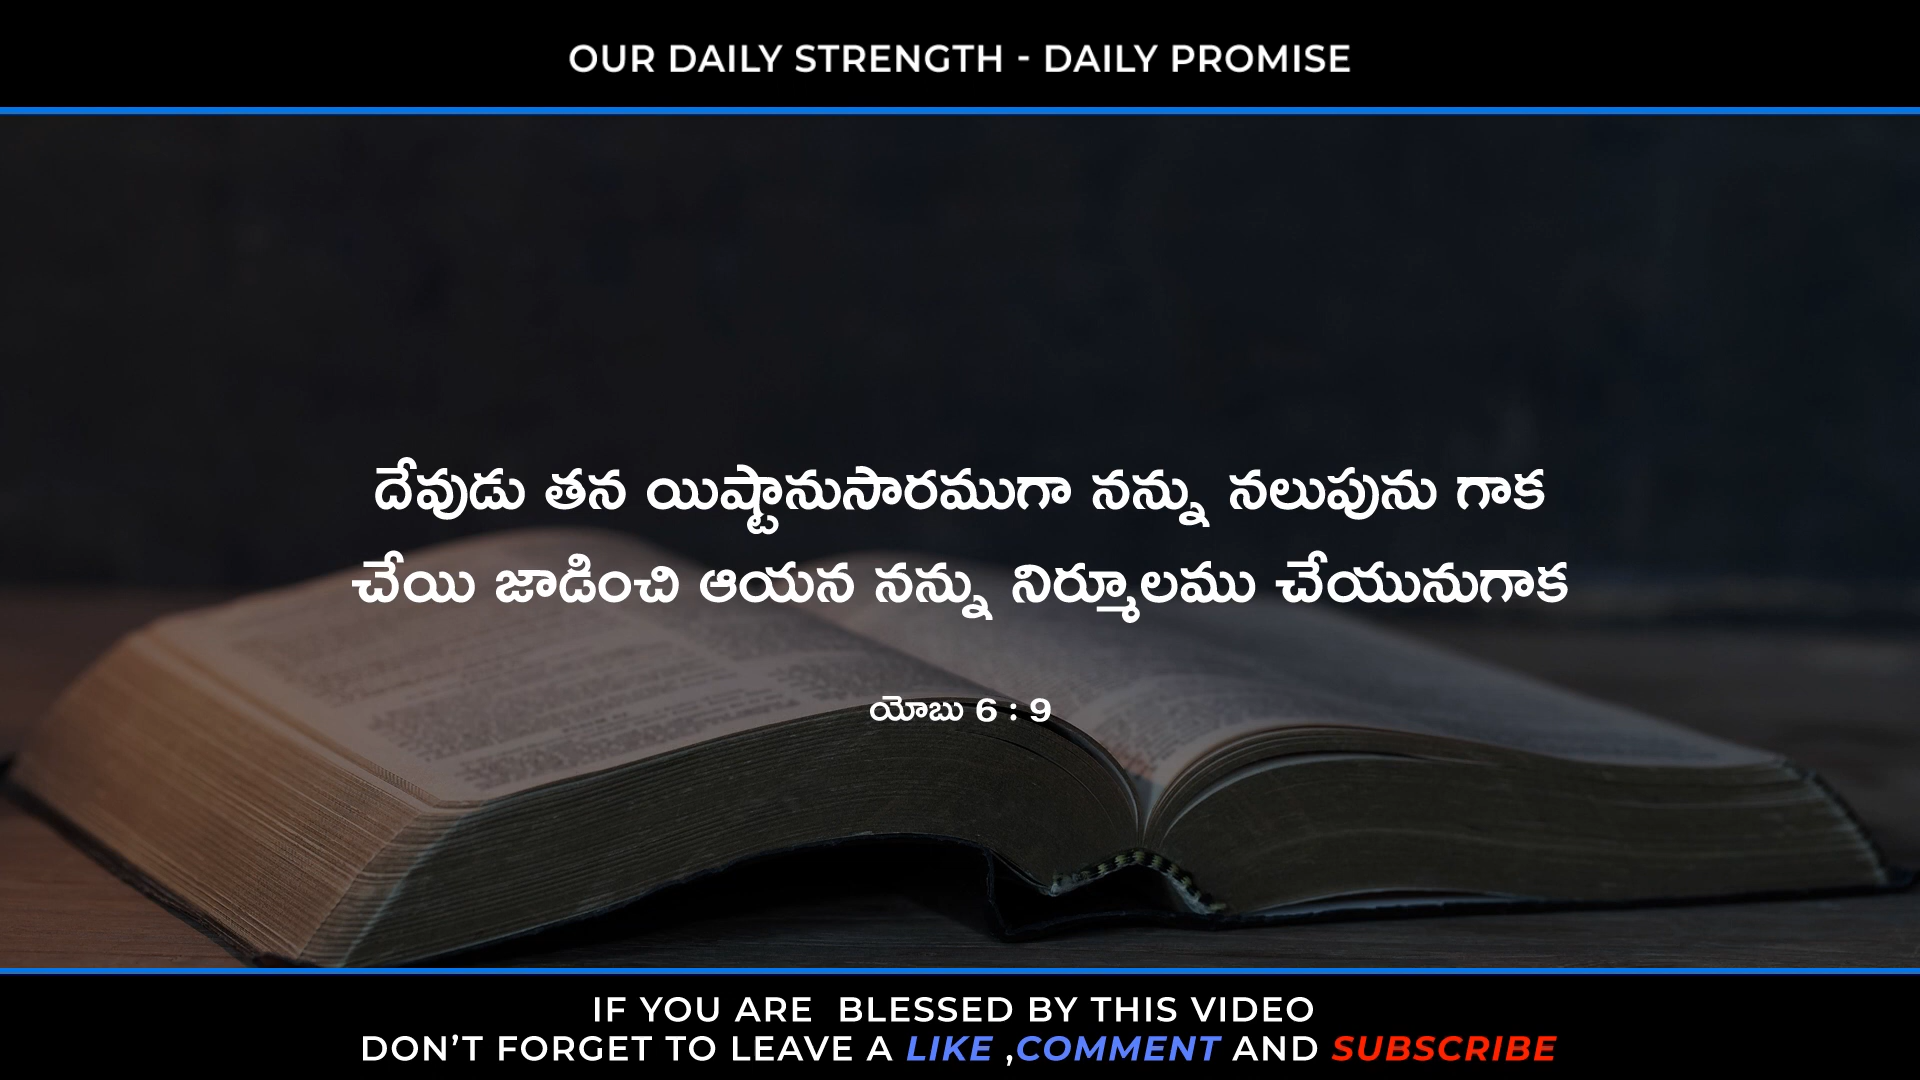 OUR DAILY STRENGTH - DAILY PROMISE
దేవుడు తన యిష్టానుసారముగా నన్ను నలుపును గాక
చేయి జాడించి ఆయన నన్ను నిర్మూలము చేయునుగాక
యోబు 6 : 9
IF YOU ARE BLESSED BY THIS VIDEO
DON’T FORGET TO LEAVE A LIKE ,COMMENT AND SUBSCRIBE